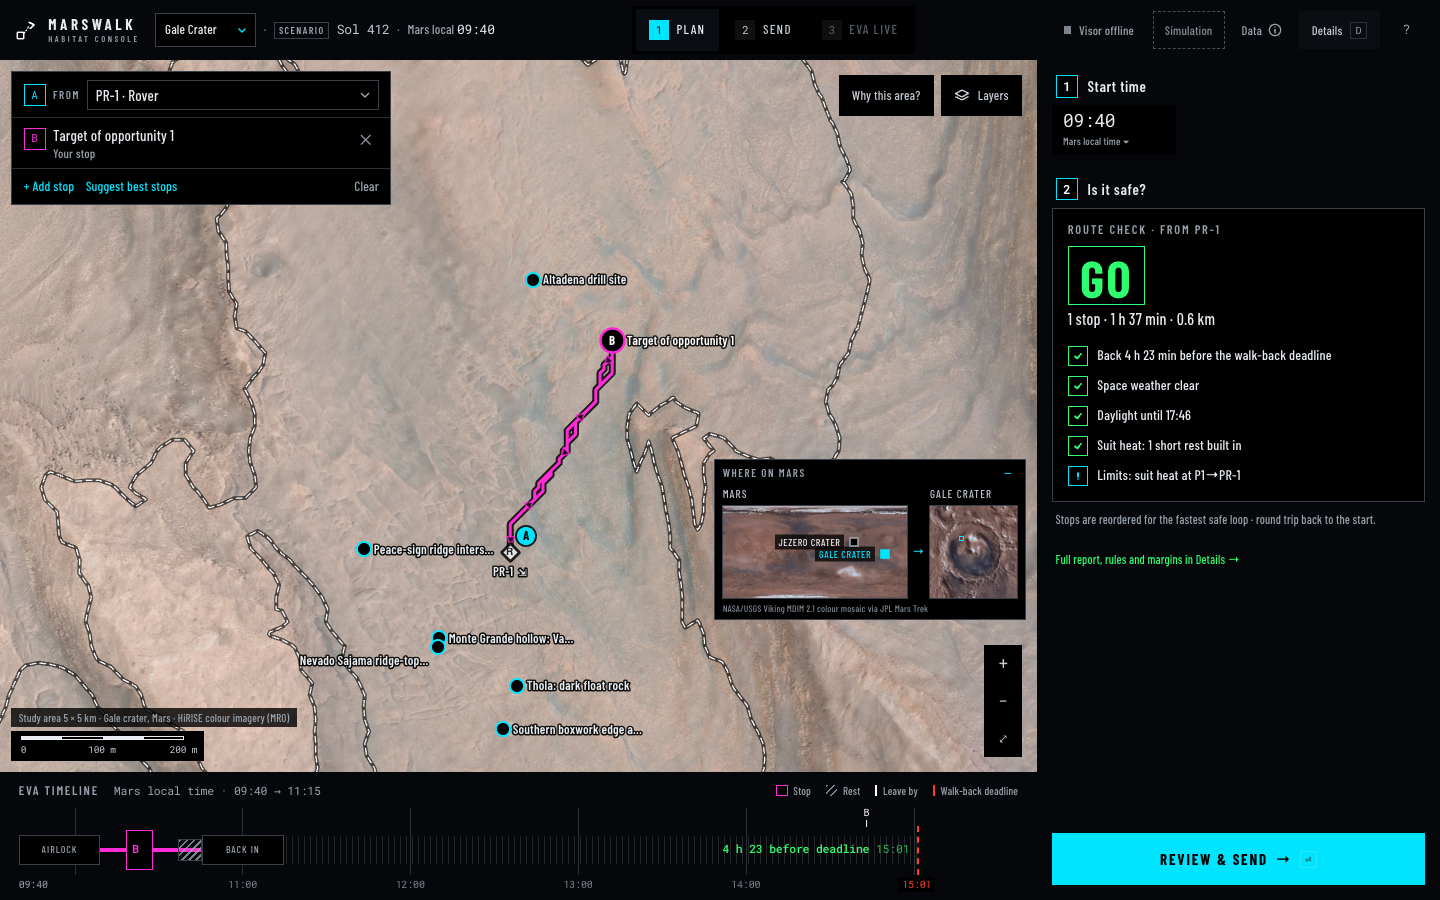 MARSWALK
HABITAT CONSOLE
Gale Crater
· SCENARIO Sol 412 · Mars local 09:40
1 PLAN
2 SEND
3 EVA LIVE
Visor offline
Simulation
Data
Details D
?
A FROM PR-1 · Rover
B Target of opportunity 1
Your stop
+ Add stop Suggest best stops Clear
Why this area?
Layers
Altadena drill site
B Target of opportunity 1
A
Peace-sign ridge inters...
R
PR-1
Monte Grande hollow: Va...
Nevado Sajama ridge-top...
Thola: dark float rock
Southern boxwork edge a...
WHERE ON MARS
MARS
GALE CRATER
JEZERO CRATER
GALE CRATER
→
NASA/USGS Viking MDIM 2.1 colour mosaic via JPL Mars Trek
+
−
Study area 5 × 5 km · Gale crater, Mars · HiRISE colour imagery (MRO)
0 100 m 200 m
1 Start time
09:40
Mars local time
2 Is it safe?
ROUTE CHECK · FROM PR-1
GO
1 stop · 1 h 37 min · 0.6 km
Back 4 h 23 min before the walk-back deadline
Space weather clear
Daylight until 17:46
Suit heat: 1 short rest built in
! Limits: suit heat at P1→PR-1
Stops are reordered for the fastest safe loop · round trip back to the start.
Full report, rules and margins in Details →
REVIEW & SEND →
EVA TIMELINE Mars local time · 09:40 → 11:15
Stop Rest Leave by Walk-back deadline
B
AIRLOCK B BACK IN 4 h 23 before deadline 15:01
09:40 11:00 12:00 13:00 14:00 15:01